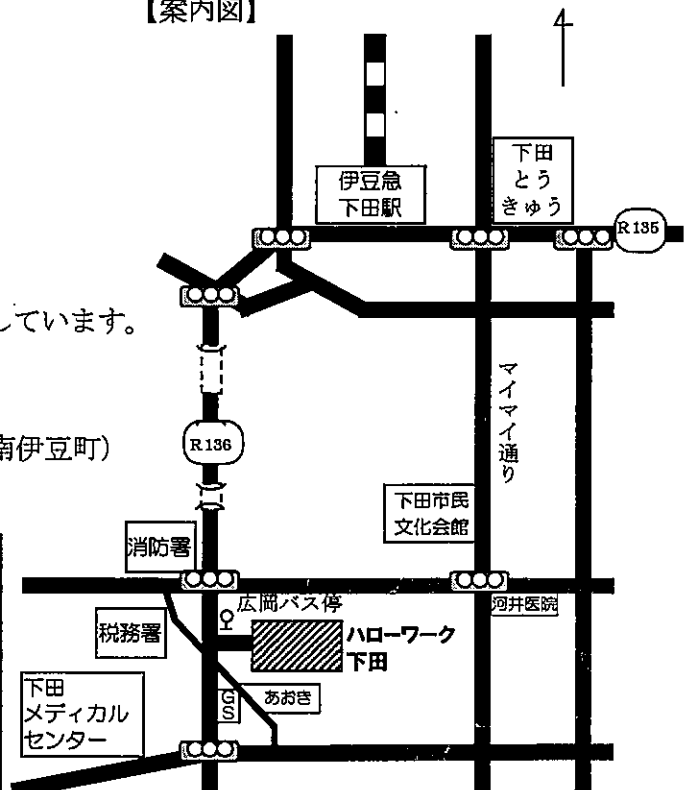 【案内図】
伊豆急
下田駅
下田
とう
きゅう
R135
しています。
マイマイ通り
南伊豆町)
R136
下田市民
文化会館
消防署
広岡バス停
河井医院
税務署
ハローワーク
下田
下田
メディカル
センター
GS
あおき